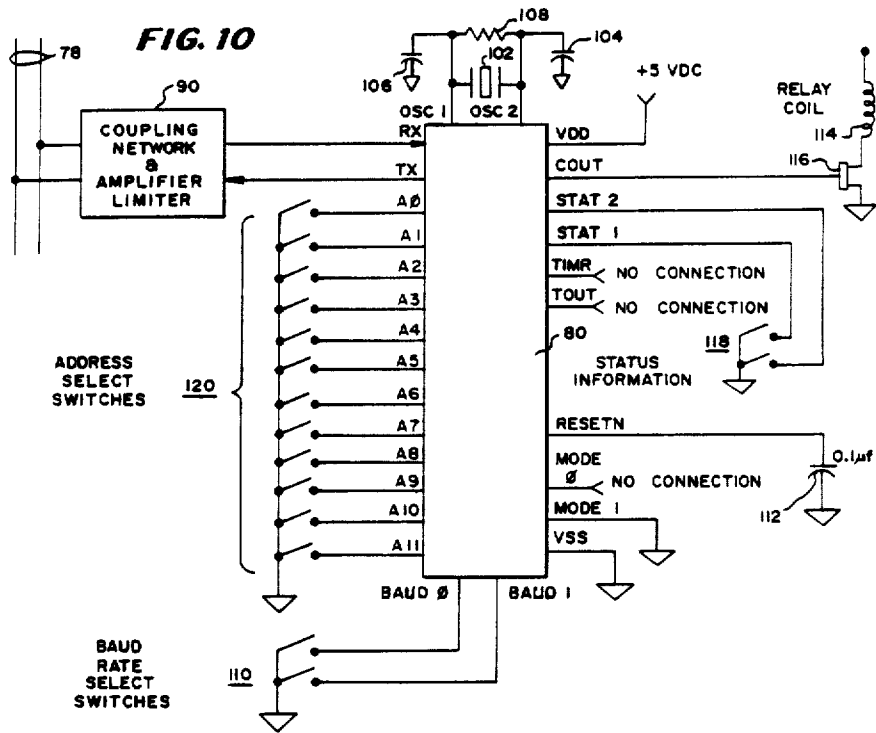 FIG. 10
78
90
COUPLING
NETWORK
&
AMPLIFIER
LIMITER
108
102
106
104
OSC 1
OSC 2
+5 VDC
RELAY
COIL
114
116
RX
TX
AØ
A1
A2
A3
A4
A5
A6
A7
A8
A9
A10
A11
VDD
COUT
STAT 2
STAT 1
TIMR
NO CONNECTION
TOUT
NO CONNECTION
80
118
STATUS
INFORMATION
RESETN
0.1µf
112
MODE
Ø
NO CONNECTION
MODE 1
VSS
ADDRESS
SELECT
SWITCHES
120
BAUD Ø
BAUD 1
BAUD
RATE
SELECT
SWITCHES
110